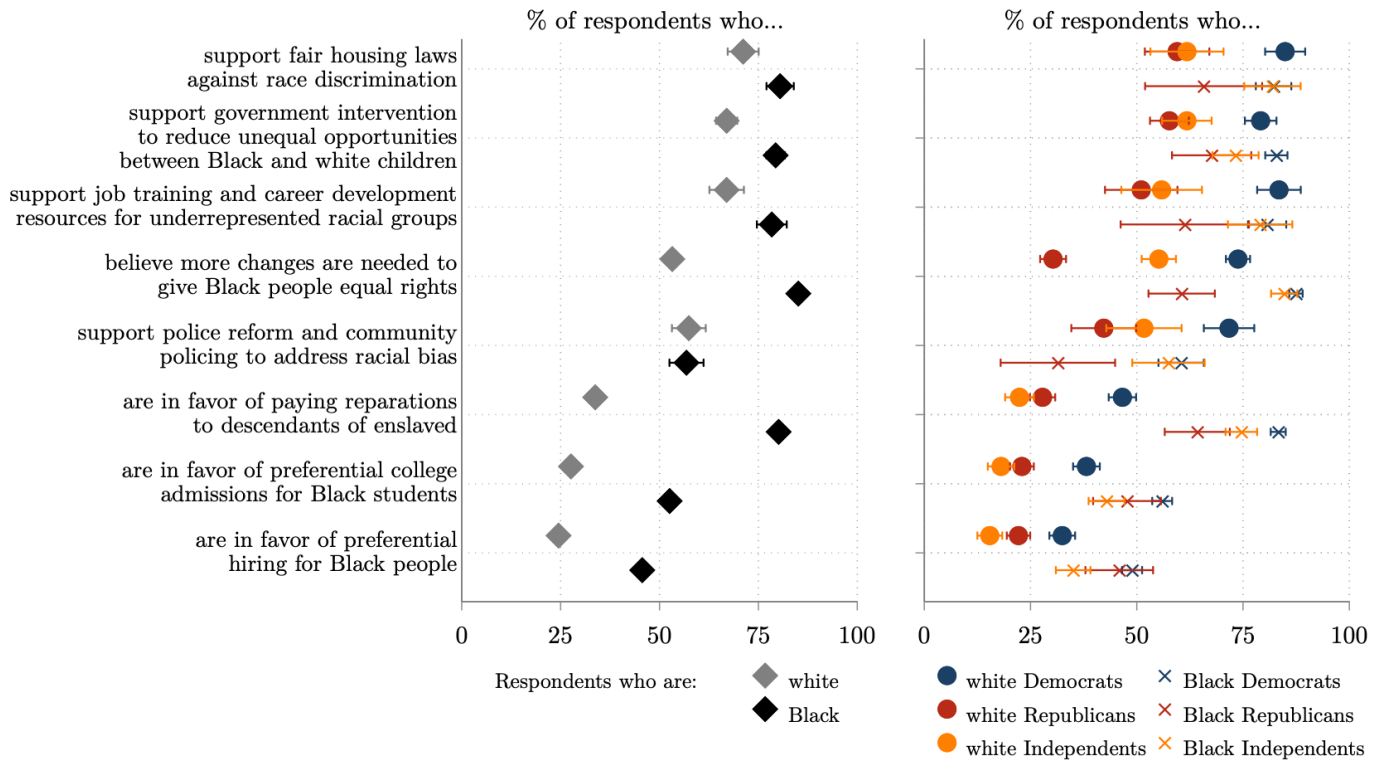 % of respondents who...
% of respondents who...
support fair housing laws
against race discrimination
support government intervention
to reduce unequal opportunities
between Black and white children
support job training and career development
resources for underrepresented racial groups
believe more changes are needed to
give Black people equal rights
support police reform and community
policing to address racial bias
are in favor of paying reparations
to descendants of enslaved
are in favor of preferential college
admissions for Black students
are in favor of preferential
hiring for Black people
0 25 50 75 100
0 25 50 75 100
Respondents who are:
white
Black
white Democrats
Black Democrats
white Republicans
Black Republicans
white Independents
Black Independents